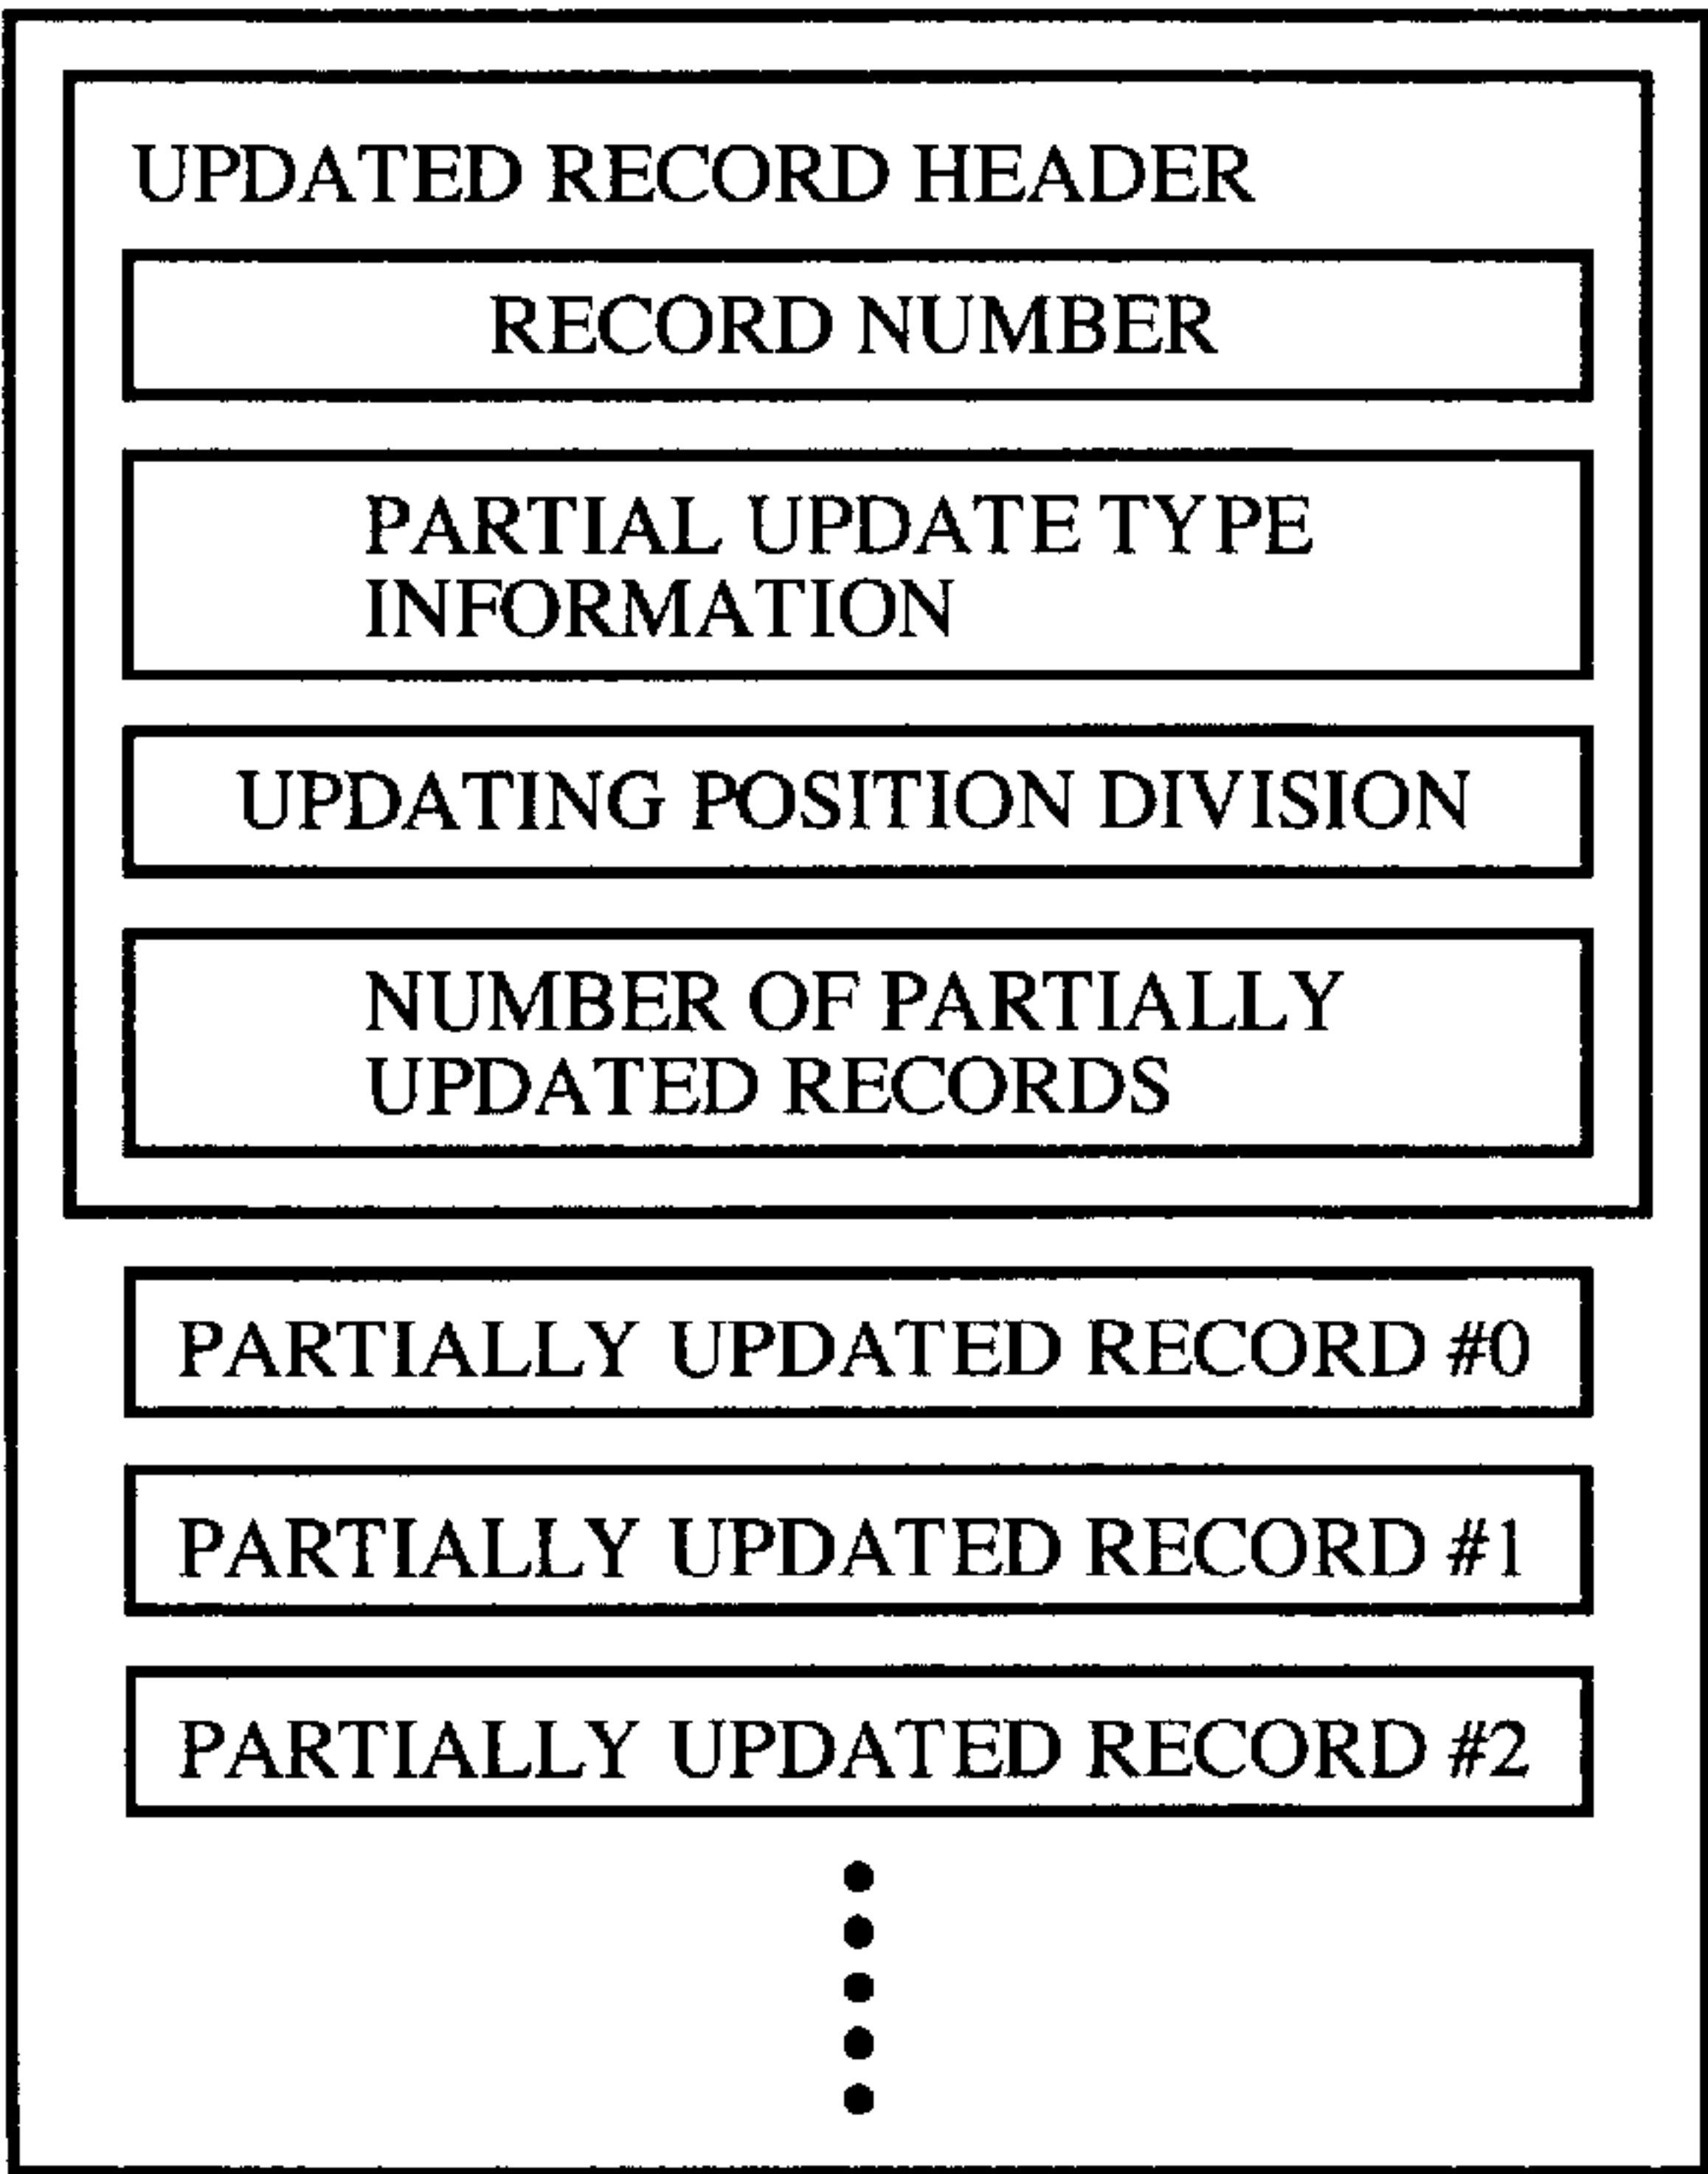 UPDATED RECORD HEADER
RECORD NUMBER
PARTIAL UPDATE TYPE
INFORMATION
UPDATING POSITION DIVISION
NUMBER OF PARTIALLY
UPDATED RECORDS
PARTIALLY UPDATED RECORD #0
PARTIALLY UPDATED RECORD #1
PARTIALLY UPDATED RECORD #2